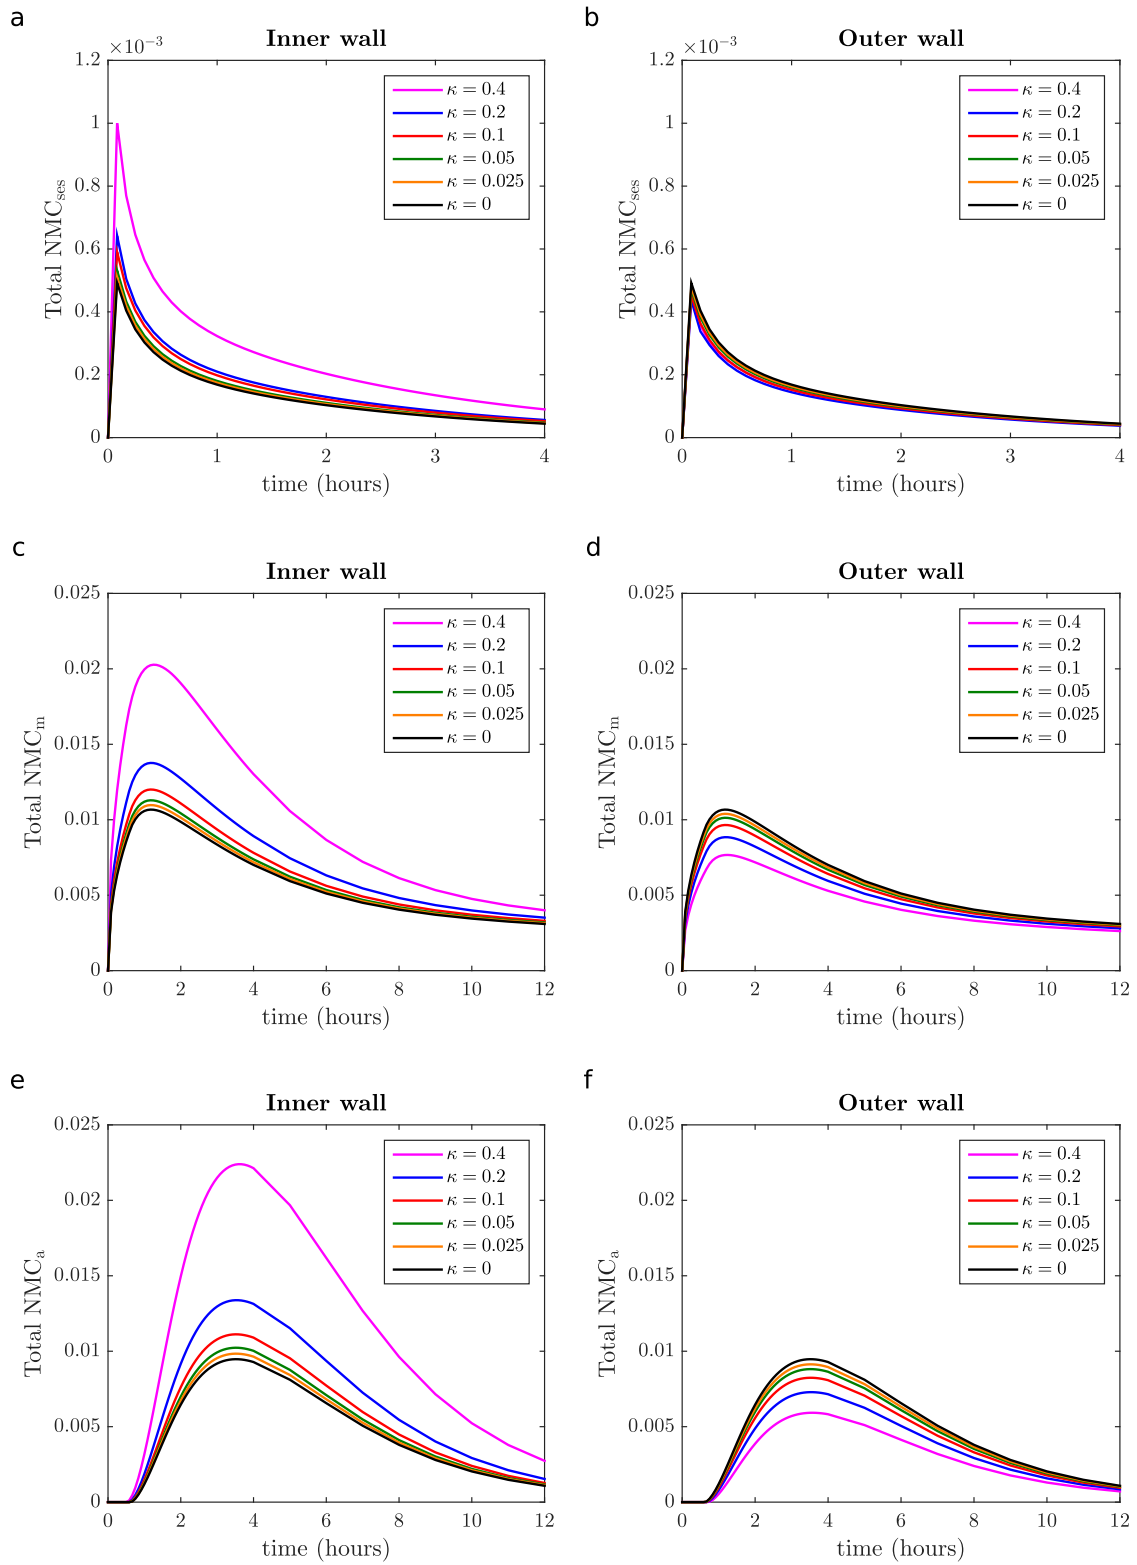 a
Inner wall
×10⁻³
1.2
1
0.8
0.6
0.4
0.2
0
Total NMC_ses
κ = 0.4
κ = 0.2
κ = 0.1
κ = 0.05
κ = 0.025
κ = 0
0 1 2 3 4
time (hours)
b
Outer wall
×10⁻³
1.2
1
0.8
0.6
0.4
0.2
0
Total NMC_ses
κ = 0.4
κ = 0.2
κ = 0.1
κ = 0.05
κ = 0.025
κ = 0
0 1 2 3 4
time (hours)
c
Inner wall
0.025
0.02
0.015
0.01
0.005
0
Total NMC_m
κ = 0.4
κ = 0.2
κ = 0.1
κ = 0.05
κ = 0.025
κ = 0
0 2 4 6 8 10 12
time (hours)
d
Outer wall
0.025
0.02
0.015
0.01
0.005
0
Total NMC_m
κ = 0.4
κ = 0.2
κ = 0.1
κ = 0.05
κ = 0.025
κ = 0
0 2 4 6 8 10 12
time (hours)
e
Inner wall
0.025
0.02
0.015
0.01
0.005
0
Total NMC_a
κ = 0.4
κ = 0.2
κ = 0.1
κ = 0.05
κ = 0.025
κ = 0
0 2 4 6 8 10 12
time (hours)
f
Outer wall
0.025
0.02
0.015
0.01
0.005
0
Total NMC_a
κ = 0.4
κ = 0.2
κ = 0.1
κ = 0.05
κ = 0.025
κ = 0
0 2 4 6 8 10 12
time (hours)